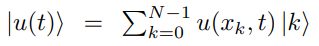 |u(t)⟩ = ∑_{k=0}^{N−1} u(x_k, t) |k⟩